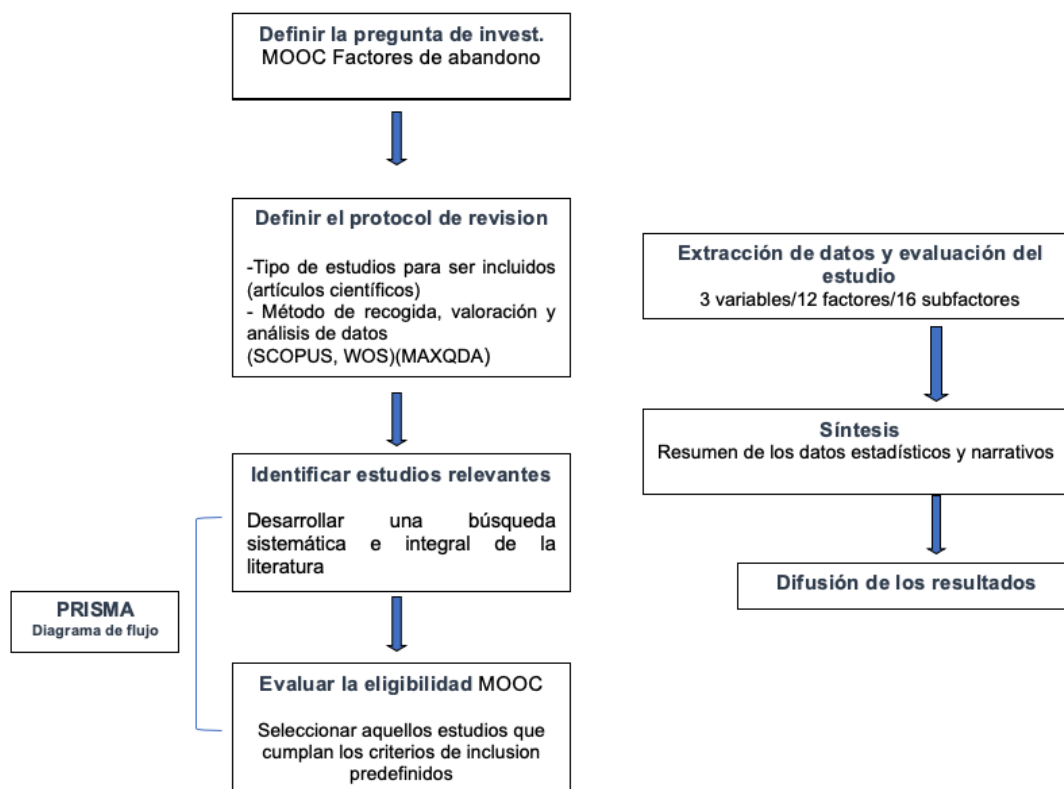 Definir la pregunta de invest.
MOOC Factores de abandono
Definir el protocol de revision
-Tipo de estudios para ser incluidos
(artículos científicos)
- Método de recogida, valoración y
análisis de datos
(SCOPUS, WOS)(MAXQDA)
Identificar estudios relevantes
Desarrollar una búsqueda
sistemática e integral de la
literatura
PRISMA
Diagrama de flujo
Evaluar la eligibilidad MOOC
Seleccionar aquellos estudios que
cumplan los criterios de inclusion
predefinidos
Extracción de datos y evaluación del
estudio
3 variables/12 factores/16 subfactores
Síntesis
Resumen de los datos estadísticos y narrativos
Difusión de los resultados